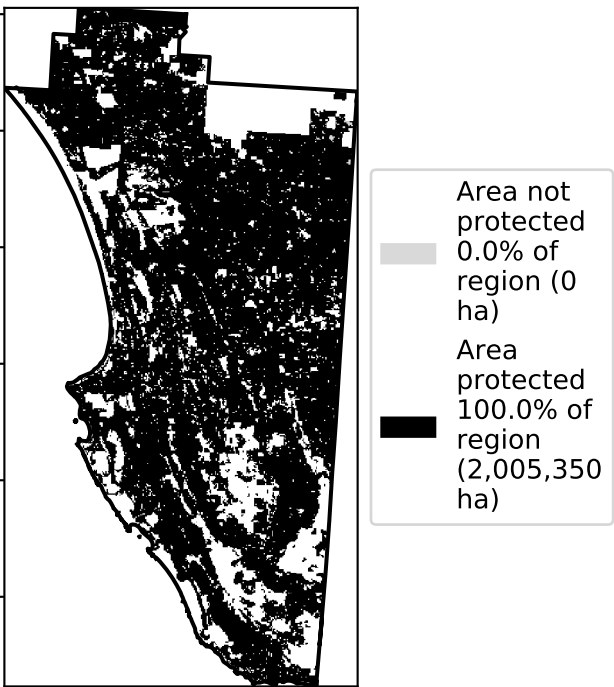 Area not
protected
0.0% of
region (0
ha)
Area
protected
100.0% of
region
(2,005,350
ha)